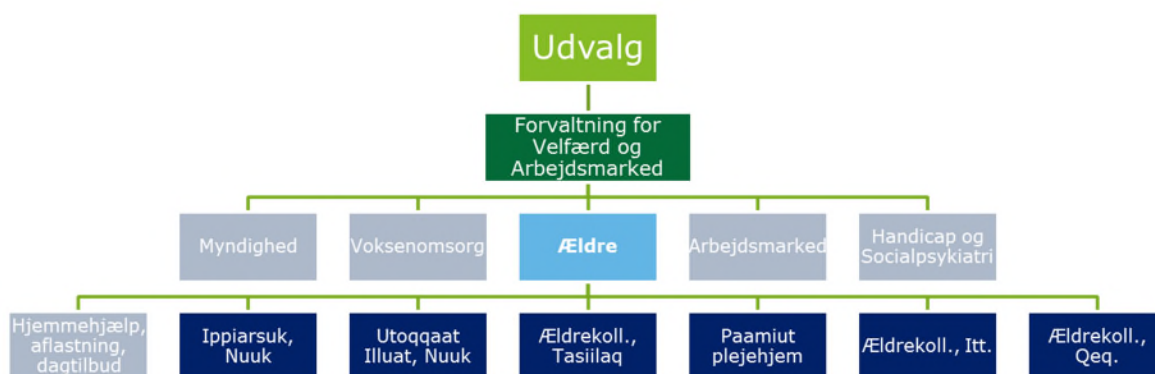 Udvalg
Forvaltning for
Velfærd og
Arbejdsmarked
Myndighed
Voksenomsorg
Ældre
Arbejdsmarked
Handicap og
Socialpsykiatri
Hjemmehjælp,
aflastning,
dagtilbud
Ippiarsuk,
Nuuk
Utoqqaat
Illuat, Nuuk
Ældrekoll.,
Tasiilaq
Paamiut
plejehjem
Ældrekoll., Itt.
Ældrekoll.,
Qeq.